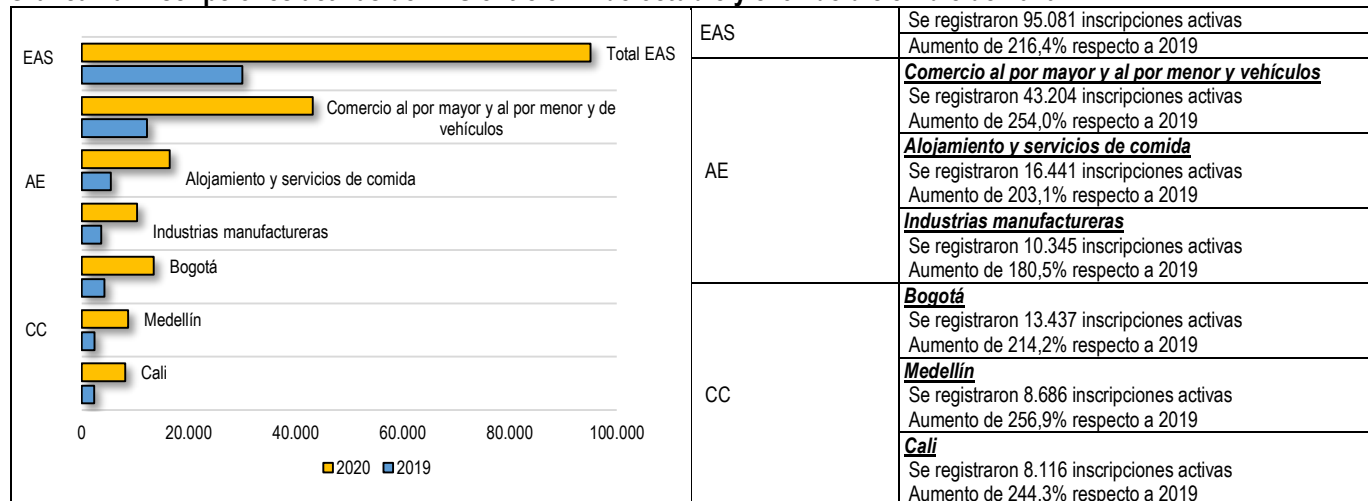 EAS
Total EAS
Comercio al por mayor y al por menor y de
vehículos
AE
Alojamiento y servicios de comida
Industrias manufactureras
Bogotá
CC
Medellín
Cali
0 20.000 40.000 60.000 80.000 100.000
2020 2019
EAS
Se registraron 95.081 inscripciones activas
Aumento de 216,4% respecto a 2019
AE
Comercio al por mayor y al por menor y vehículos
Se registraron 43.204 inscripciones activas
Aumento de 254,0% respecto a 2019
Alojamiento y servicios de comida
Se registraron 16.441 inscripciones activas
Aumento de 203,1% respecto a 2019
Industrias manufactureras
Se registraron 10.345 inscripciones activas
Aumento de 180,5% respecto a 2019
CC
Bogotá
Se registraron 13.437 inscripciones activas
Aumento de 214,2% respecto a 2019
Medellín
Se registraron 8.686 inscripciones activas
Aumento de 256,9% respecto a 2019
Cali
Se registraron 8.116 inscripciones activas
Aumento de 244,3% respecto a 2019